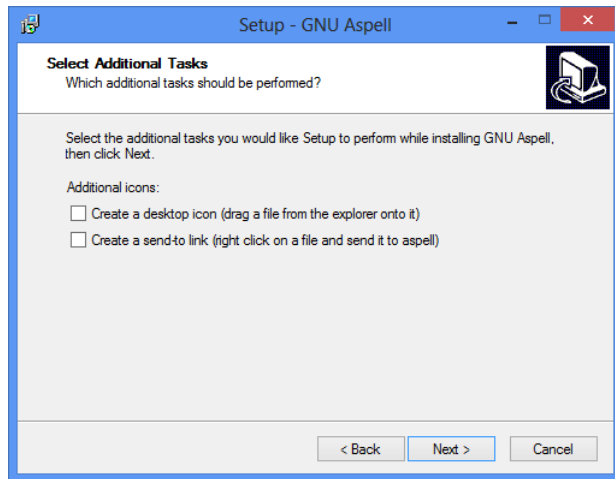 Setup - GNU Aspell
Select Additional Tasks
Which additional tasks should be performed?
Select the additional tasks you would like Setup to perform while installing GNU Aspell,
then click Next.
Additional icons:
Create a desktop icon (drag a file from the explorer onto it)
Create a send-to link (right click on a file and send it to aspell)
< Back Next > Cancel